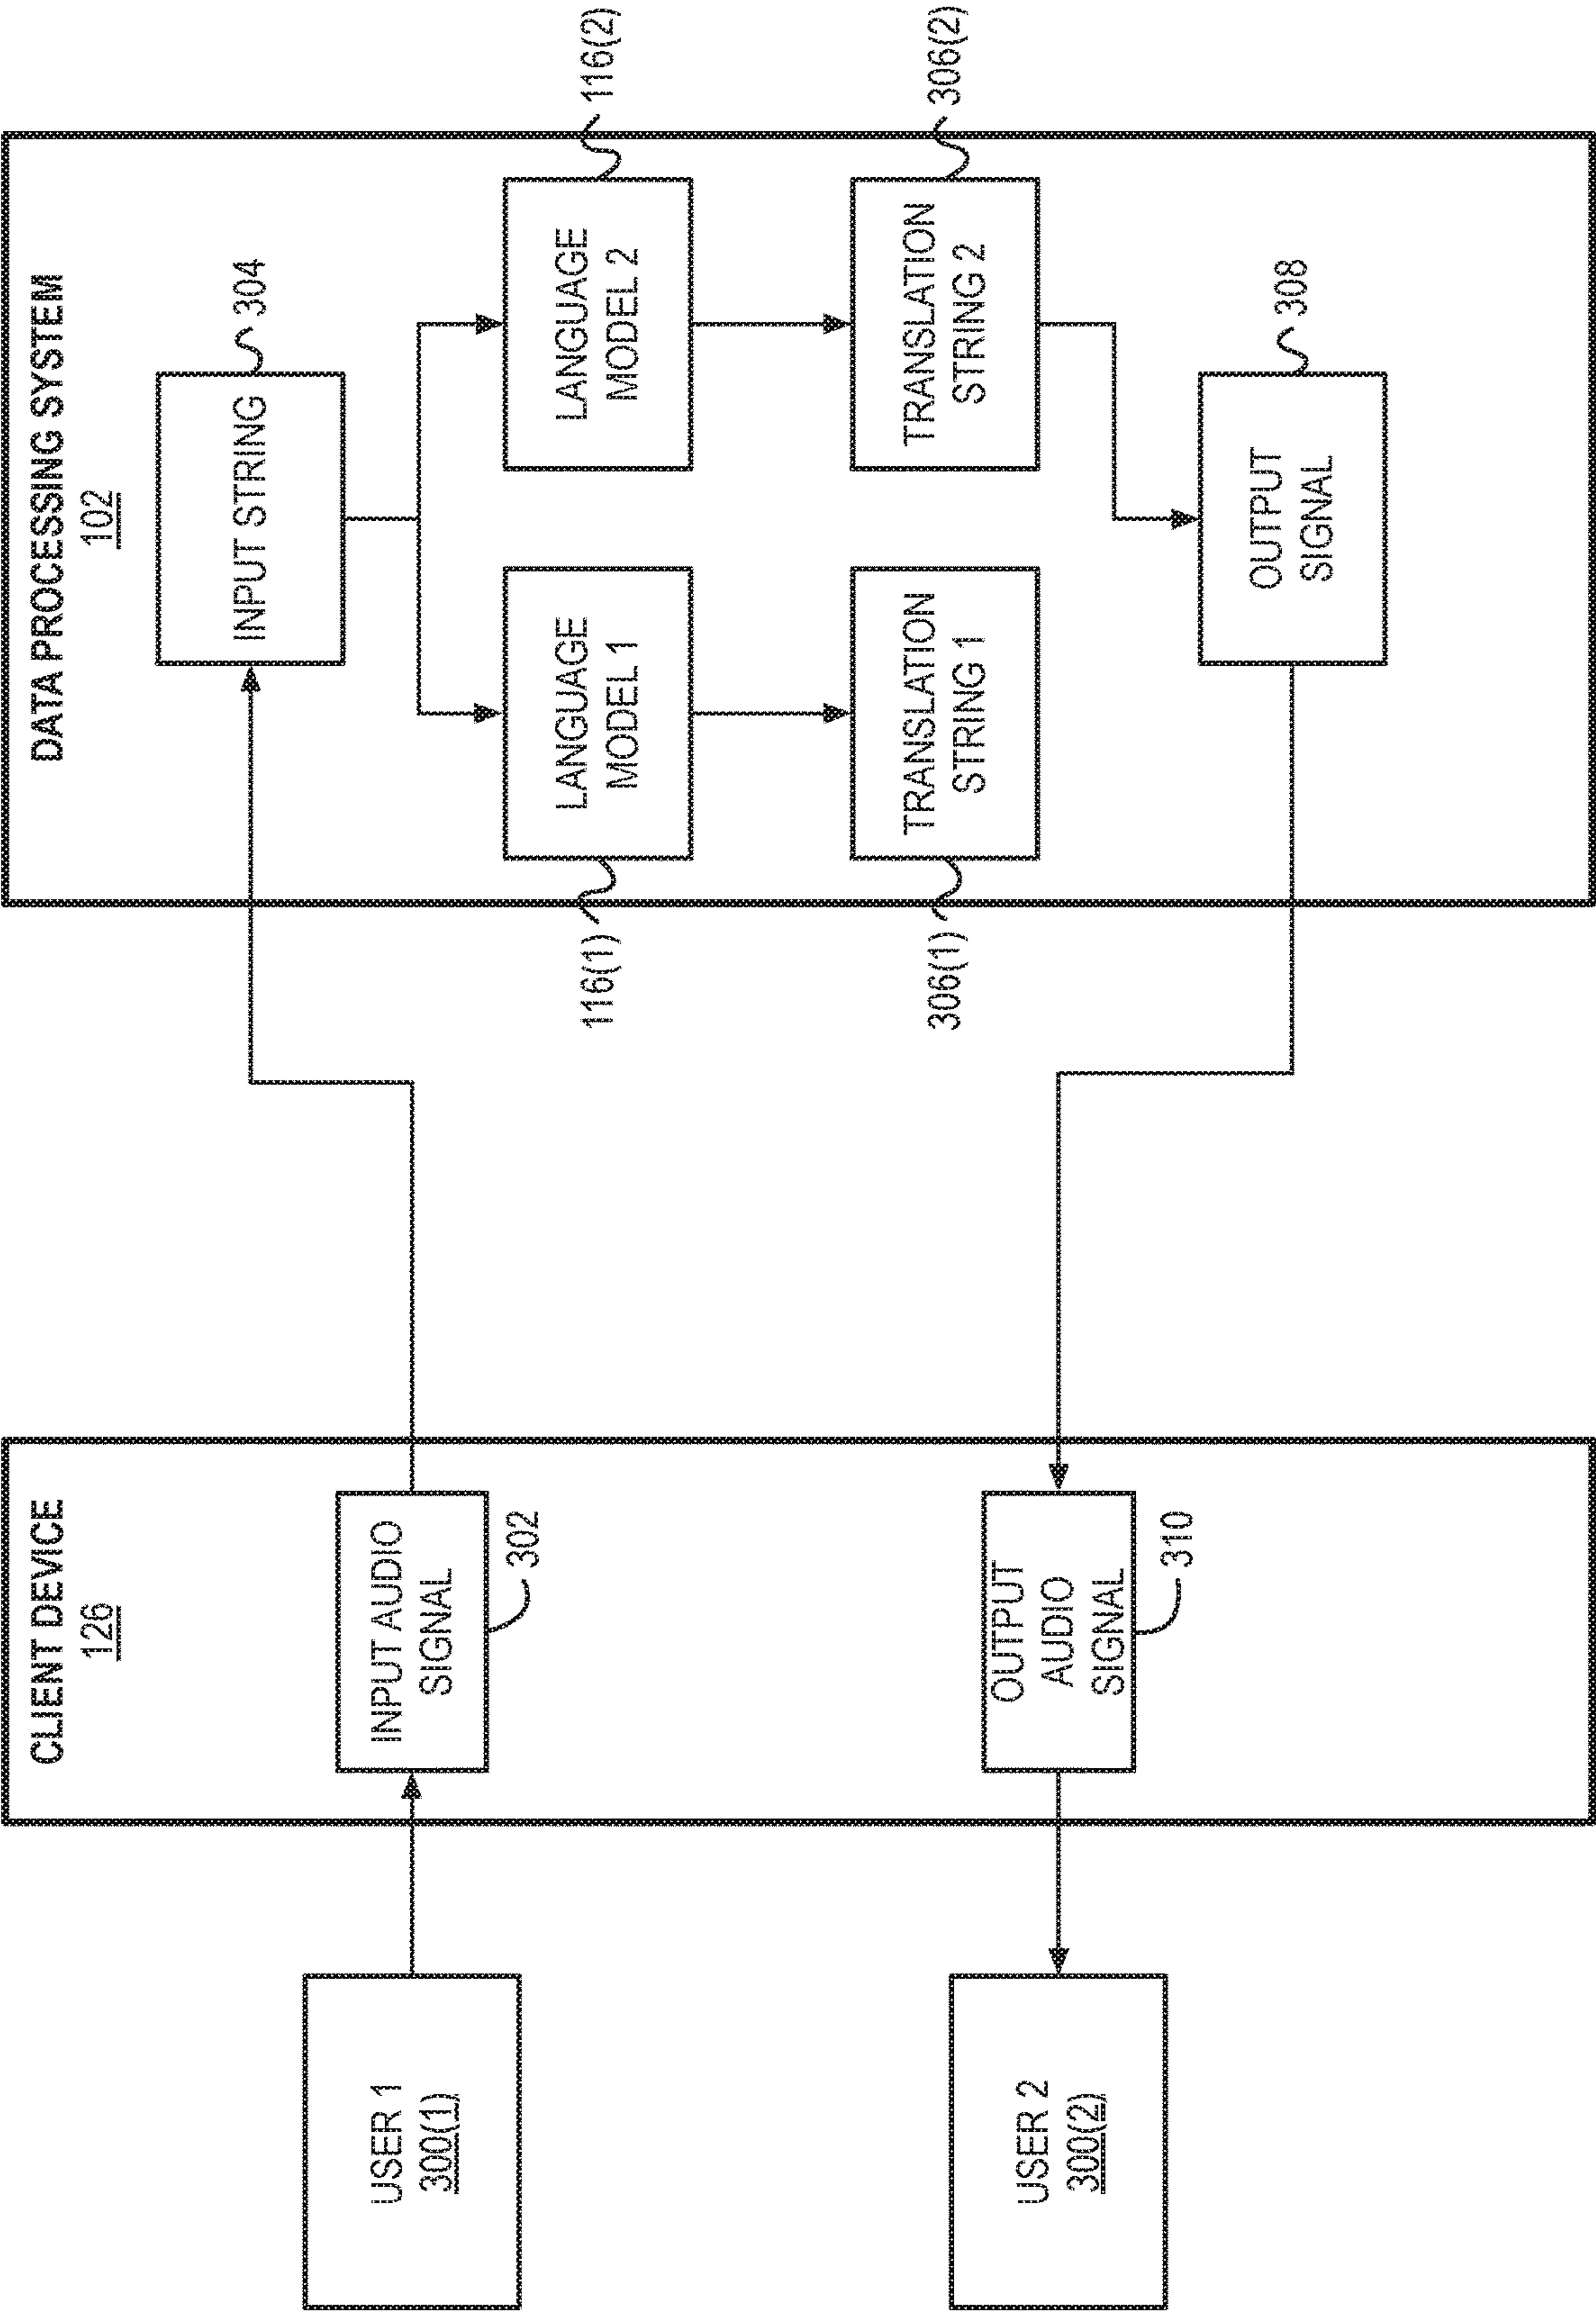 CLIENT DEVICE
126
DATA PROCESSING SYSTEM
102
INPUT STRING
304
USER 1
300(1)
INPUT AUDIO
SIGNAL
302
116(1)
LANGUAGE
MODEL 1
LANGUAGE
MODEL 2
116(2)
306(1)
TRANSLATION
STRING 1
TRANSLATION
STRING 2
306(2)
USER 2
300(2)
OUTPUT
AUDIO
SIGNAL
310
OUTPUT
SIGNAL
308